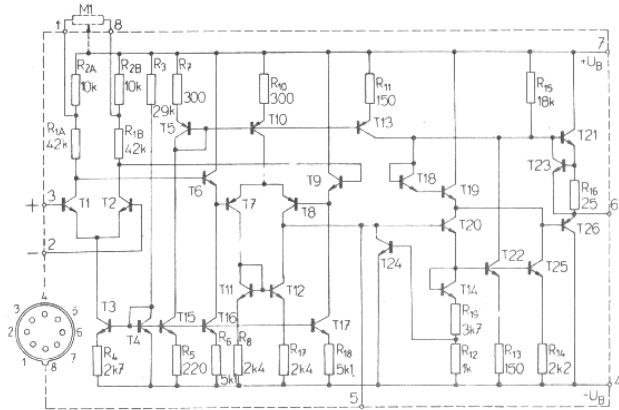 M1
1 8
7
+U_B
R2A 10k
R2B 10k
R3 29k
R7 300
R10 300
R11 150
R15 18k
R1A 42k
R1B 42k
T5
T10
T13
T21
T23
R16 25
T6
T9
T18
T19
+ 3
T1
T2
T7
T8
6
T20
T26
- 2
T24
T22
T25
T11
T12
T14
4
3 5
2 6
1 7
8
T3
T4
T15
T16
T17
R19 3k7
R4 2k7
R5 220
R6 5k1
R8 2k4
R17 2k4
R18 5k1
R12 1k
R13 150
R14 2k2
4
-U_B
5